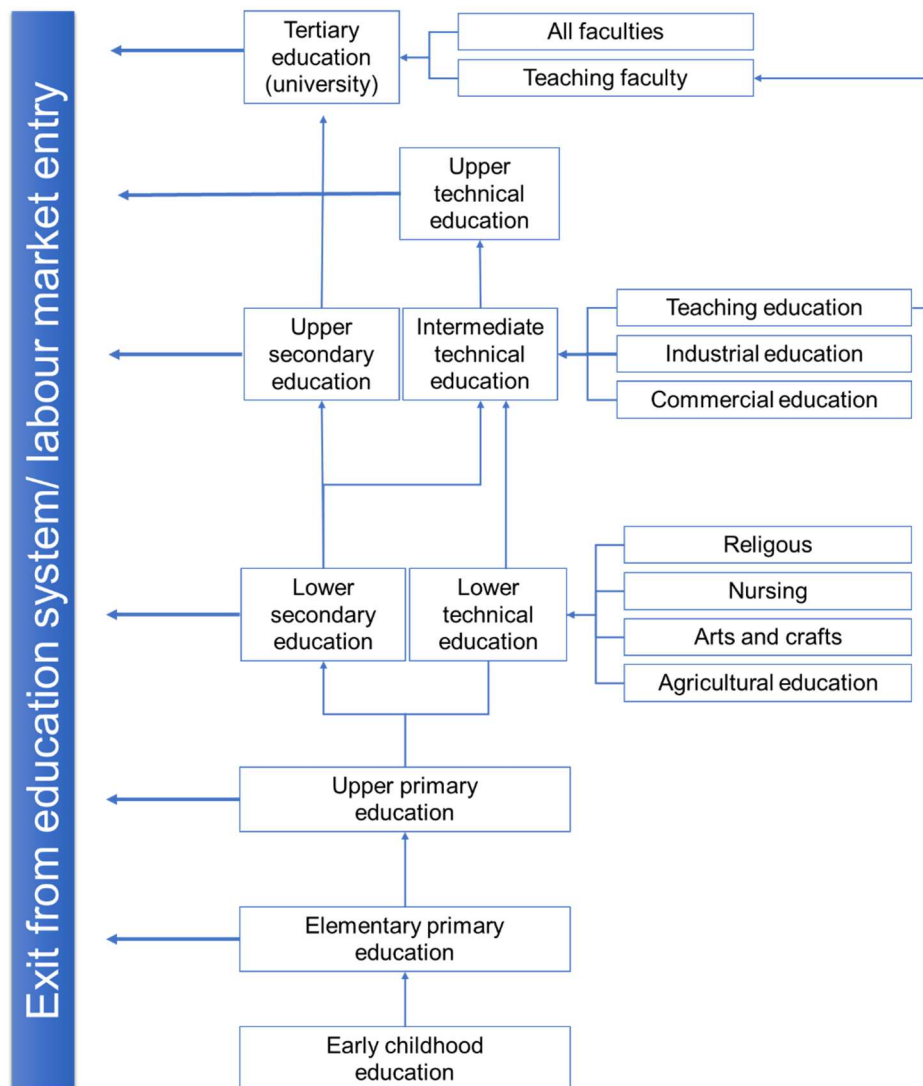 Exit from education system/ labour market entry
Tertiary
education
(university)
All faculties
Teaching faculty
Upper
technical
education
Upper
secondary
education
Intermediate
technical
education
Teaching education
Industrial education
Commercial education
Lower
secondary
education
Lower
technical
education
Religous
Nursing
Arts and crafts
Agricultural education
Upper primary
education
Elementary primary
education
Early childhood
education